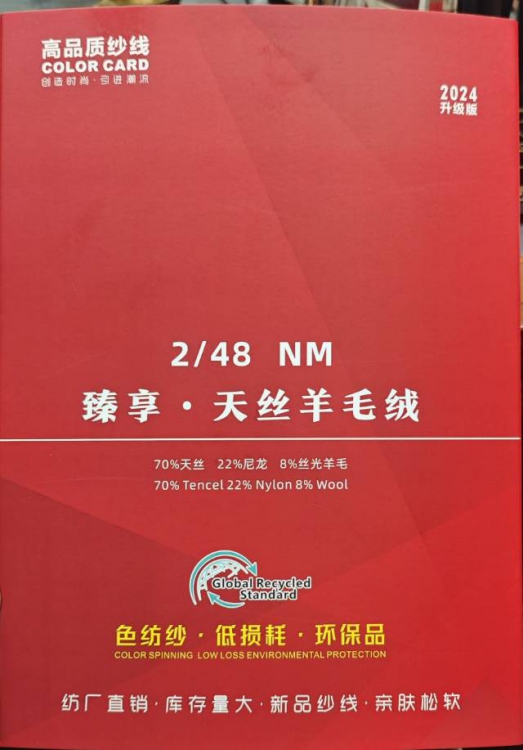 高品质纱线
COLOR CARD
创造时尚·引进潮流
2024
升级版
2/48 NM
臻享·天丝羊毛绒
70%天丝 22%尼龙 8%丝光羊毛
70% Tencel 22% Nylon 8% Wool
Global Recycled
Standard
色纺纱·低损耗·环保品
COLOR SPINNING LOW LOSS ENVIRONMENTAL PROTECTION
纺厂直销·库存量大·新品纱线·亲肤松软